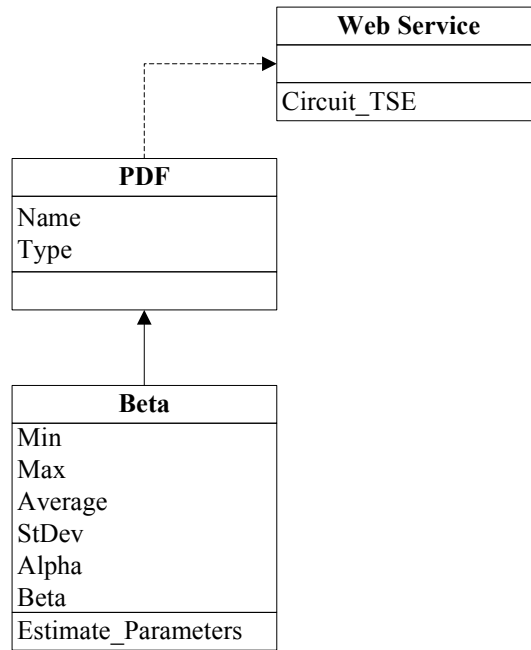 Web Service
Circuit_TSE
PDF
Name
Type
Beta
Min
Max
Average
StDev
Alpha
Beta
Estimate_Parameters